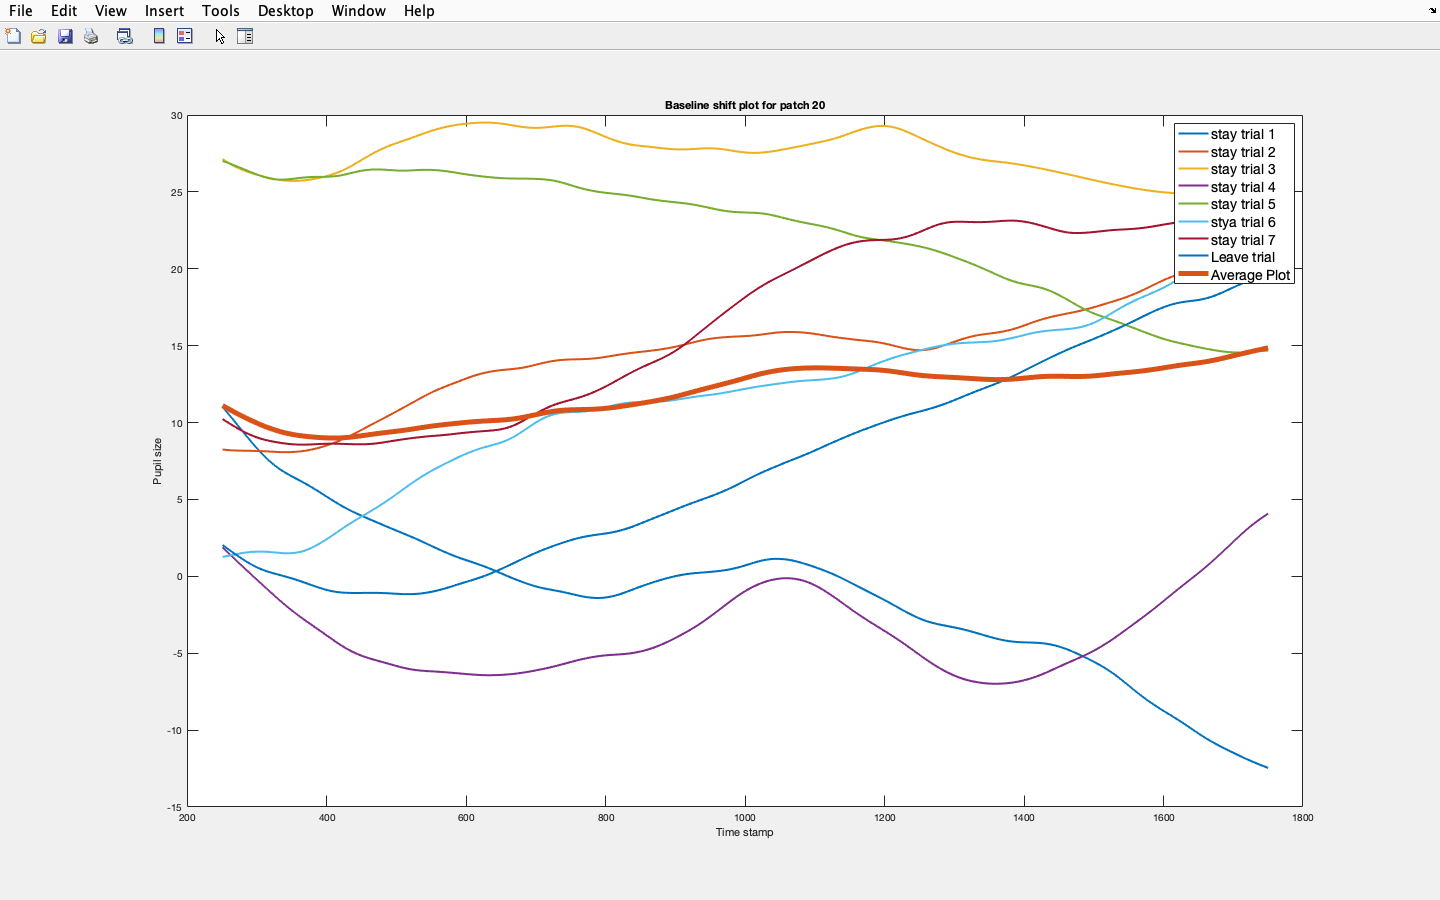 File Edit View Insert Tools Desktop Window Help
Baseline shift plot for patch 20
30
25
20
15
10
5
0
-5
-10
-15
Pupil size
200 400 600 800 1000 1200 1400 1600 1800
Time stamp
stay trial 1
stay trial 2
stay trial 3
stay trial 4
stay trial 5
stya trial 6
stay trial 7
Leave trial
Average Plot